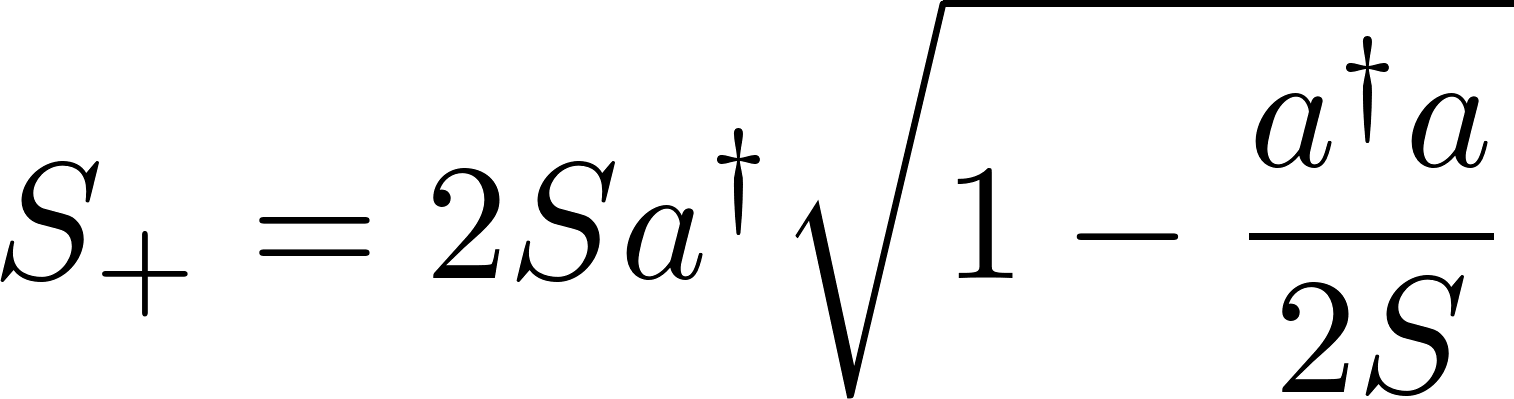 $S_+ = 2Sa^\dagger \sqrt{1 - \frac{a^\dagger a}{2S}}$